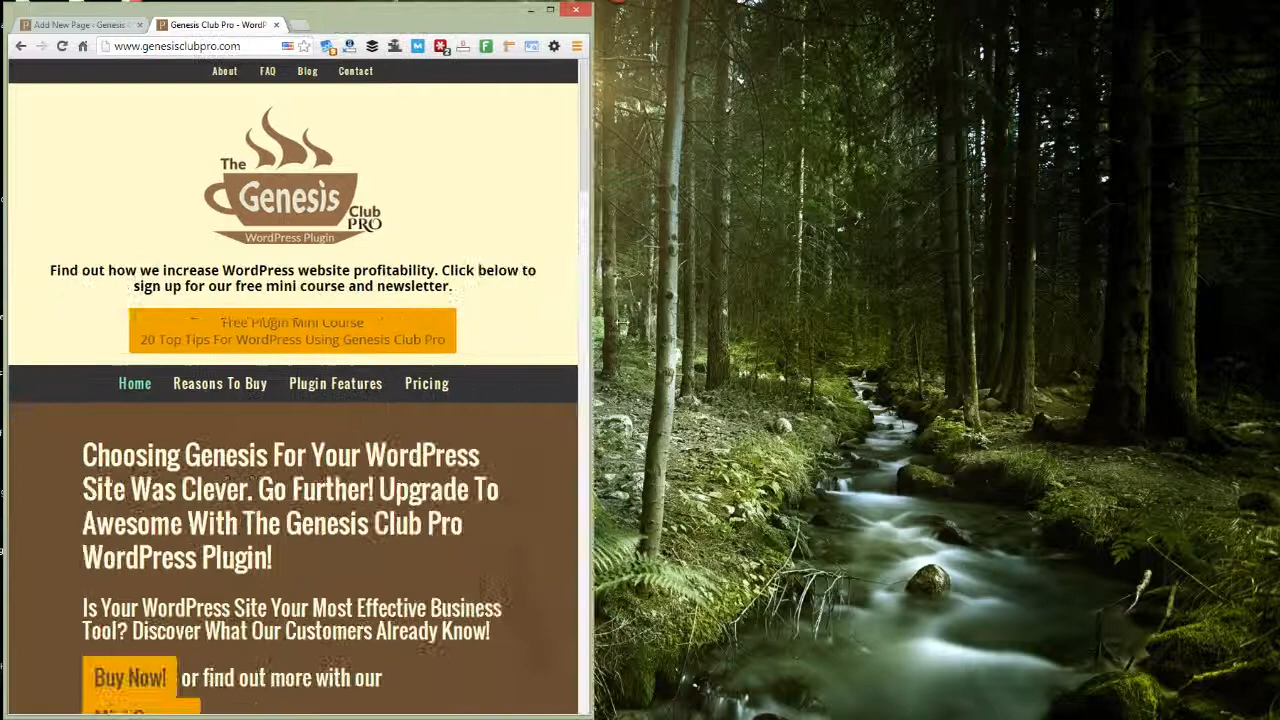 Add New Page ‹ Genesis
Genesis Club Pro - WordP
www.genesisclubpro.com
About FAQ Blog Contact
The
Genesis
Club
PRO
WordPress Plugin
Find out how we increase WordPress website profitability. Click below to
sign up for our free mini course and newsletter.
Free Plugin Mini Course
20 Top Tips For WordPress Using Genesis Club Pro
Home Reasons To Buy Plugin Features Pricing
Choosing Genesis For Your WordPress
Site Was Clever. Go Further! Upgrade To
Awesome With The Genesis Club Pro
WordPress Plugin!
Is Your WordPress Site Your Most Effective Business
Tool? Discover What Our Customers Already Know!
Buy Now! or find out more with our